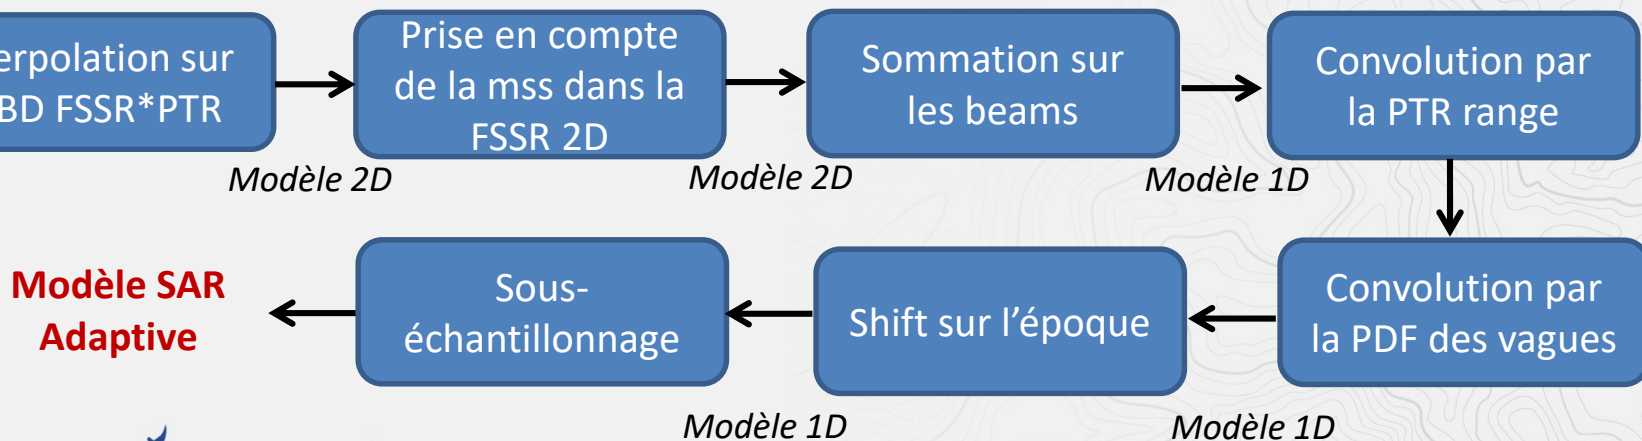 BD FSSR*PTR
sur
Prise en compte
de la mss dans la
FSSR 2D
Sommation sur
les beams
Convolution par
la PTR range
Modèle 2D
Modèle 2D
Modèle 1D
Convolution par
la PDF des vagues
Shift sur l'époque
Sous-
échantillonnage
Modèle SAR
Adaptive
Modèle 1D
Modèle 1D